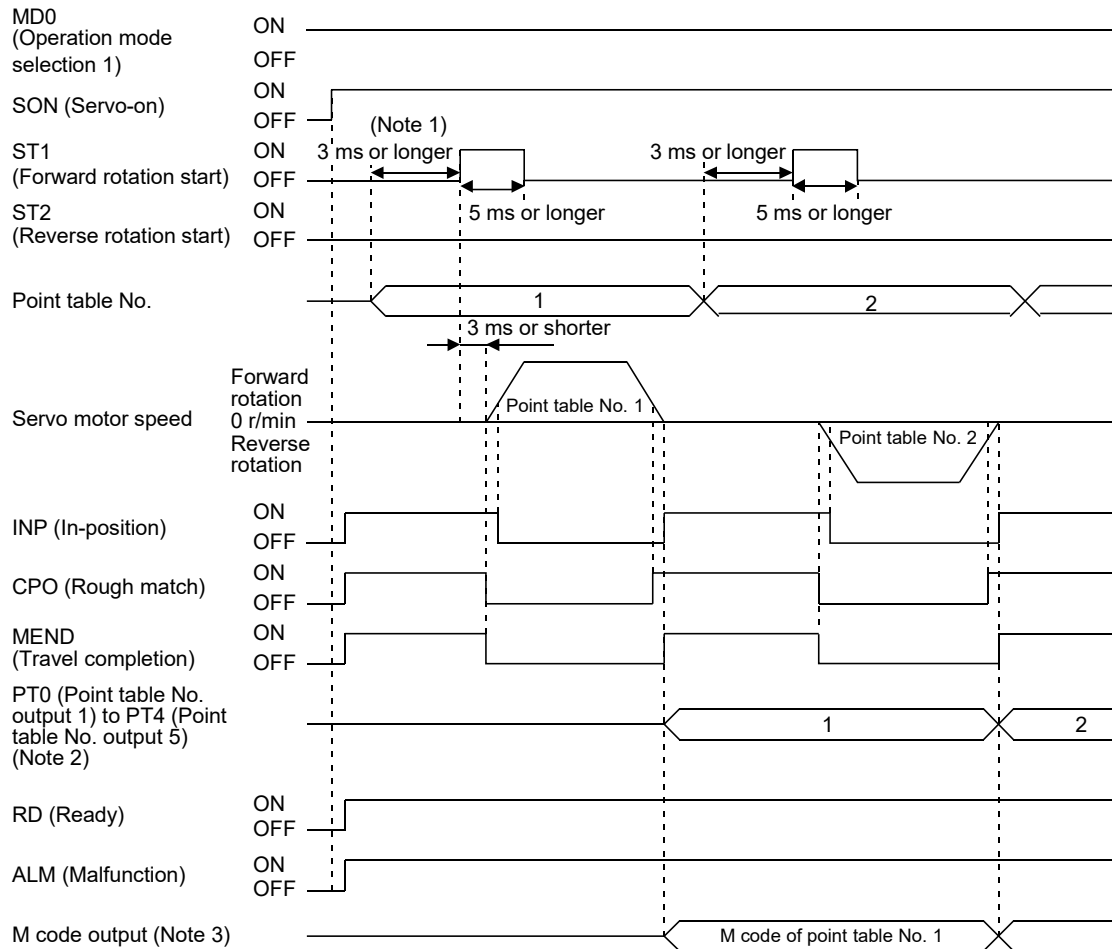 MD0
(Operation mode
selection 1)
ON
OFF
SON (Servo-on)
ON
OFF
(Note 1)
ST1
(Forward rotation start)
ON
OFF
3 ms or longer
5 ms or longer
3 ms or longer
5 ms or longer
ST2
(Reverse rotation start)
ON
OFF
Point table No.
1
2
3 ms or shorter
Servo motor speed
Forward
rotation
0 r/min
Reverse
rotation
Point table No. 1
Point table No. 2
INP (In-position)
ON
OFF
CPO (Rough match)
ON
OFF
MEND
(Travel completion)
ON
OFF
PT0 (Point table No.
output 1) to PT4 (Point
table No. output 5)
(Note 2)
1
2
RD (Ready)
ON
OFF
ALM (Malfunction)
ON
OFF
M code output (Note 3)
M code of point table No. 1